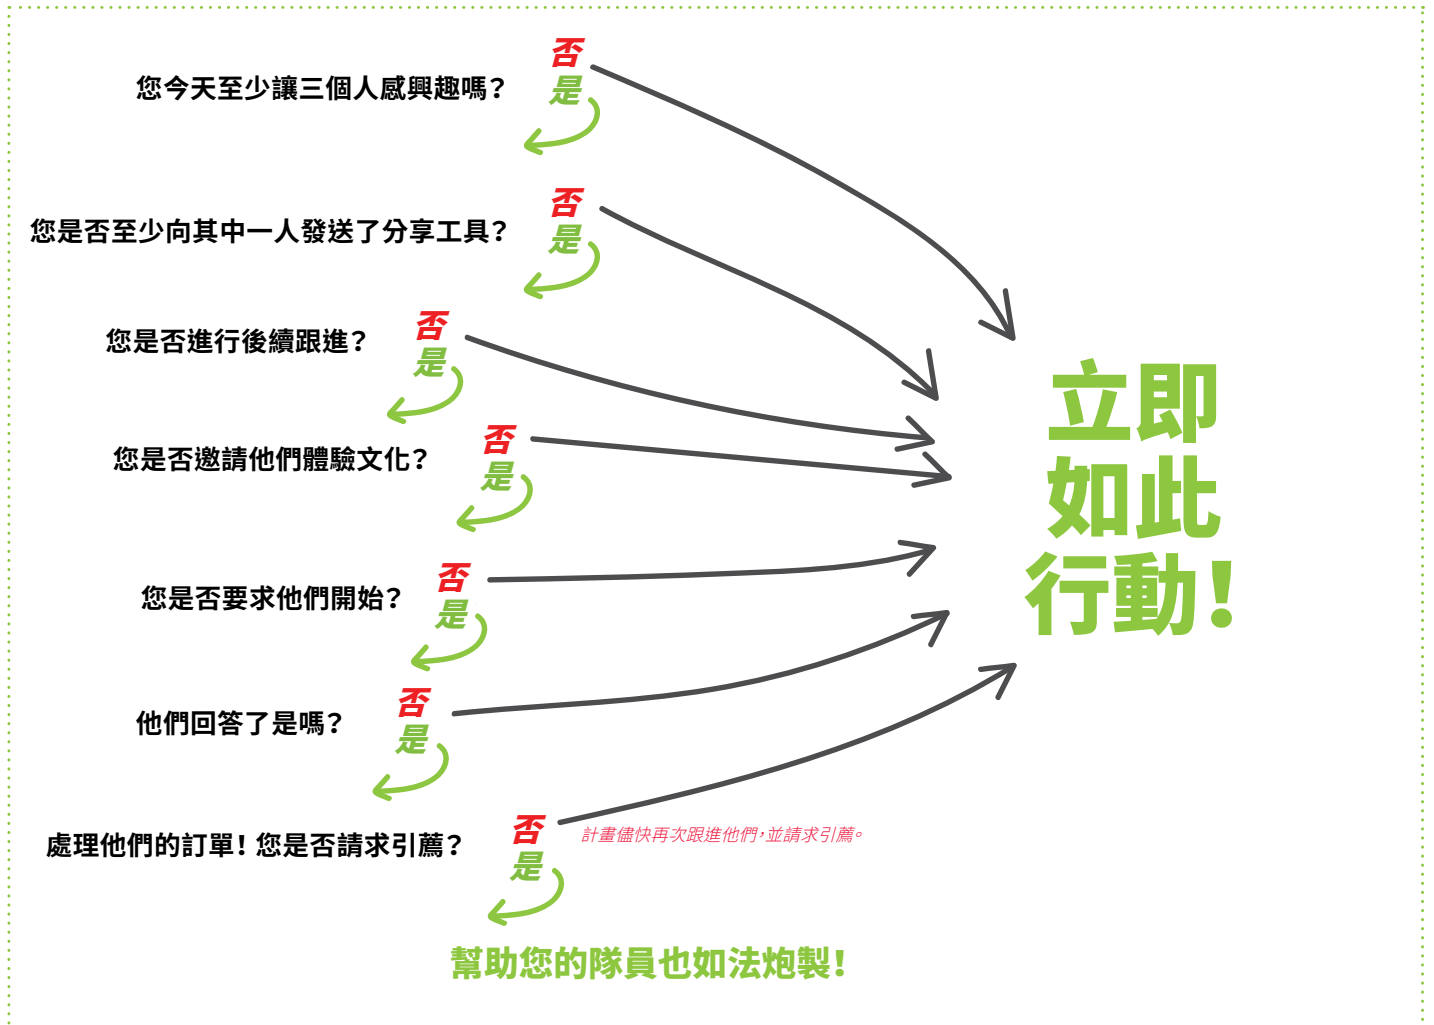 您今天至少讓三個人感興趣嗎？
否
是
您是否至少向其中一人發送了分享工具？
否
是
您是否進行後續跟進？
否
是
您是否邀請他們體驗文化？
否
是
您是否要求他們開始？
否
是
他們回答了是嗎？
否
是
處理他們的訂單！您是否請求引薦？
否
是
計畫儘快再次跟進他們，並請求引薦。
立即
如此
行動！
幫助您的隊員也如法炮製！